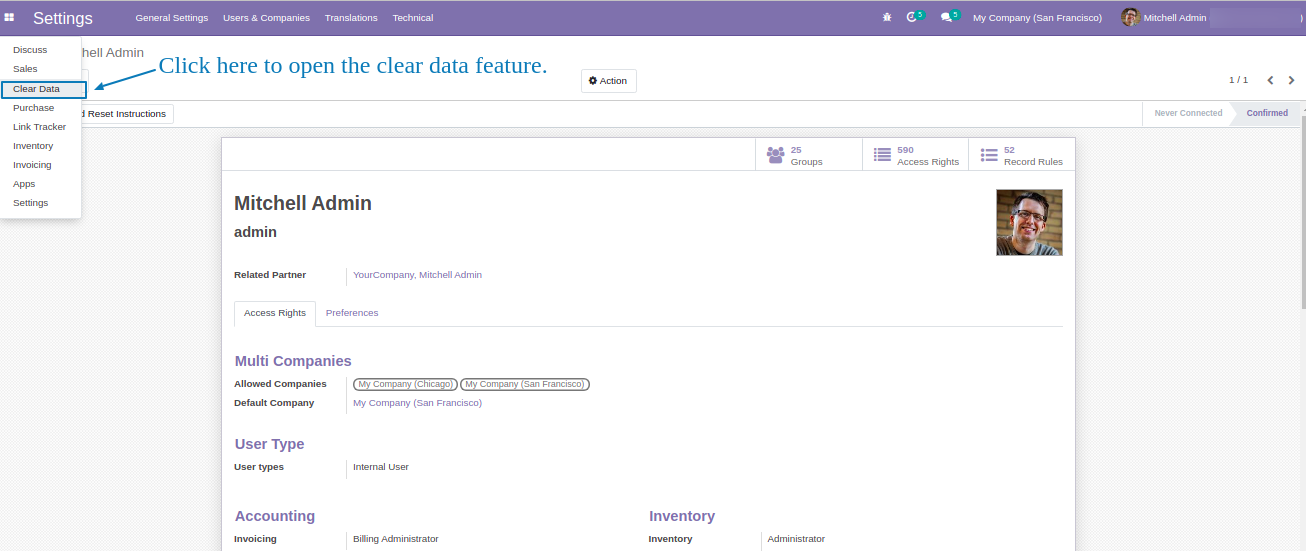 Settings General Settings Users & Companies Translations Technical 5 5 My Company (San Francisco) Mitchell Admin )
Discuss
hell Admin
Click here to open the clear data feature.
Sales
Action
1 / 1
Clear Data
Purchase
d Reset Instructions
Never Connected Confirmed
Link Tracker
Inventory
Invoicing
Apps
Settings
25 Groups
590 Access Rights
52 Record Rules
Mitchell Admin
admin
Related Partner YourCompany, Mitchell Admin
Access Rights Preferences
Multi Companies
Allowed Companies My Company (Chicago) My Company (San Francisco)
Default Company My Company (San Francisco)
User Type
User types Internal User
Accounting Inventory
Invoicing Billing Administrator Inventory Administrator